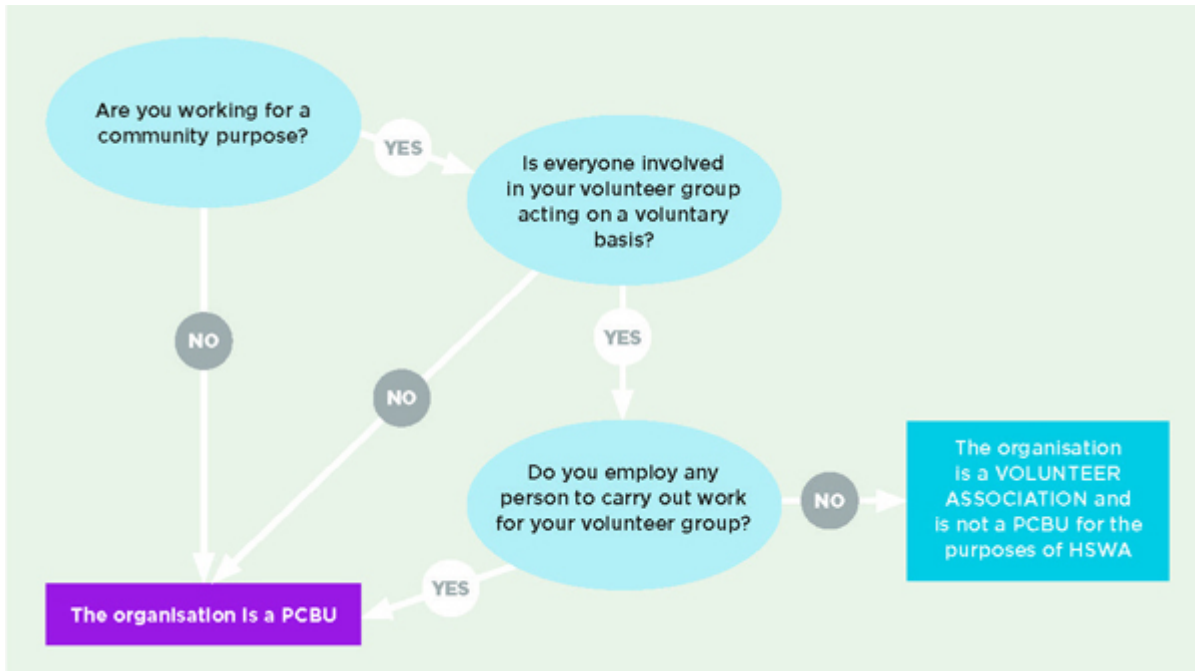 Are you working for a
community purpose?
YES
Is everyone involved
in your volunteer group
acting on a voluntary
basis?
NO
YES
NO
Do you employ any
person to carry out work
for your volunteer group?
NO
The organisation
is a VOLUNTEER
ASSOCIATION and
is not a PCBU for the
purposes of HSWA
YES
The organisation is a PCBU